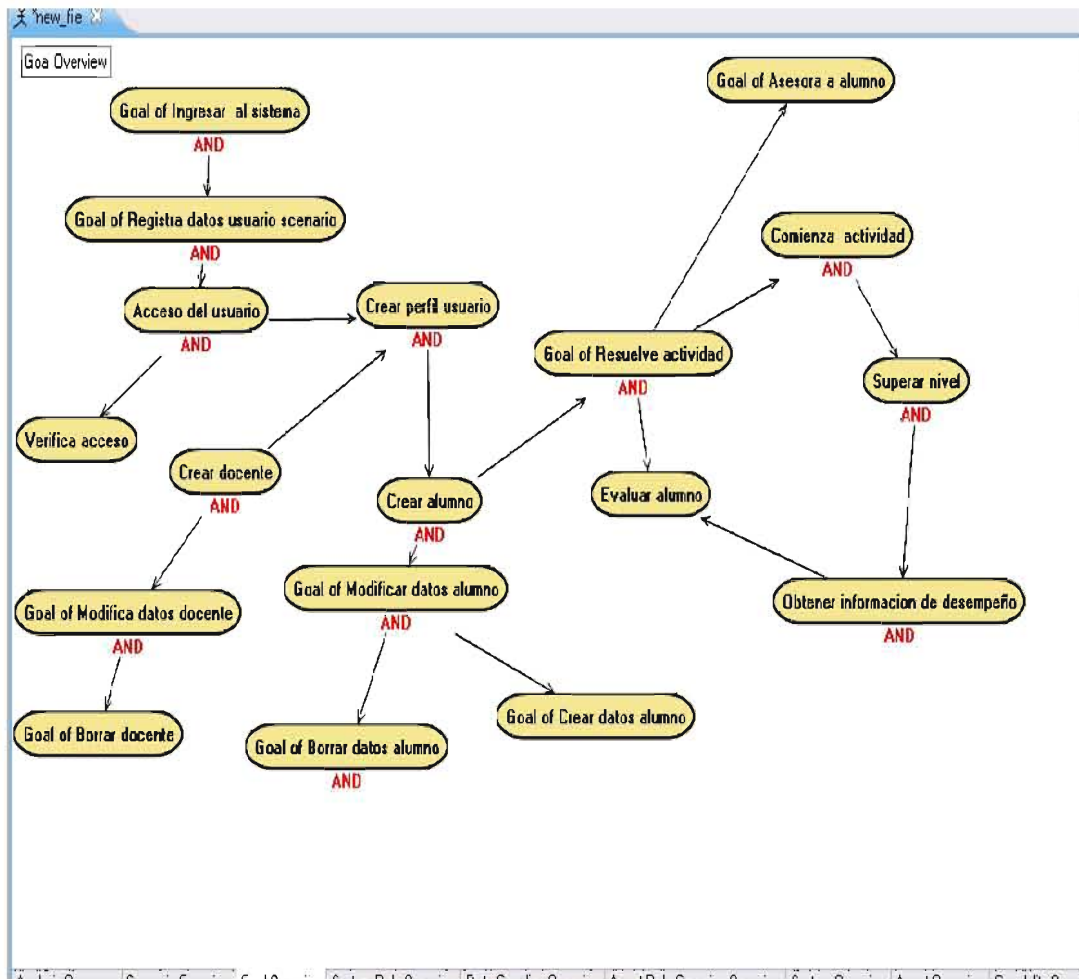 *new_fie
Goa Overview
Goal of Ingresar al sistema
AND
Goal of Registra datos usuario scenario
AND
Acceso del usuario
AND
Verifica acceso
Crear perfil usuario
AND
Crear docente
AND
Goal of Modifica datos docente
AND
Goal of Borrar docente
Crear alumno
AND
Goal of Modificar datos alumno
AND
Goal of Borrar datos alumno
AND
Goal of Crear datos alumno
Goal of Asesora a alumno
Comienza actividad
AND
Goal of Resuelve actividad
AND
Superar nivel
AND
Evaluar alumno
Obtener informacion de desempeño
AND